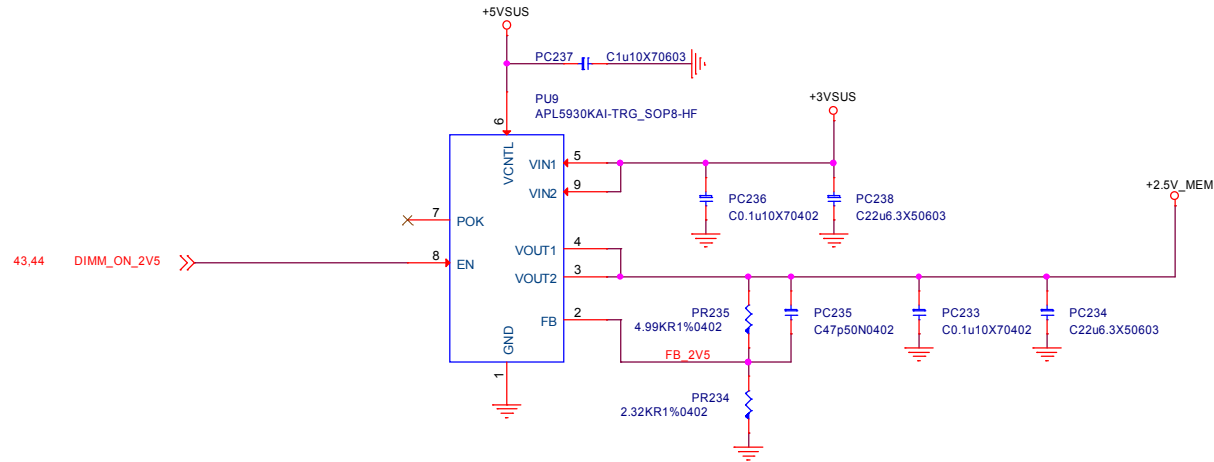 +5VSUS
PC237 C1u10X70603
PU9
APL5930KAI-TRG_SOP8-HF
+3VSUS
6
VCNTL
VIN1 5
VIN2 9
PC236
C0.1u10X70402
PC238
C22u6.3X50603
+2.5V_MEM
7 POK
43,44 DIMM_ON_2V5 8 EN
VOUT1 4
VOUT2 3
FB 2
GND
1
PR235
4.99KR1%0402
PC235
C47p50N0402
PC233
C0.1u10X70402
PC234
C22u6.3X50603
FB_2V5
PR234
2.32KR1%0402